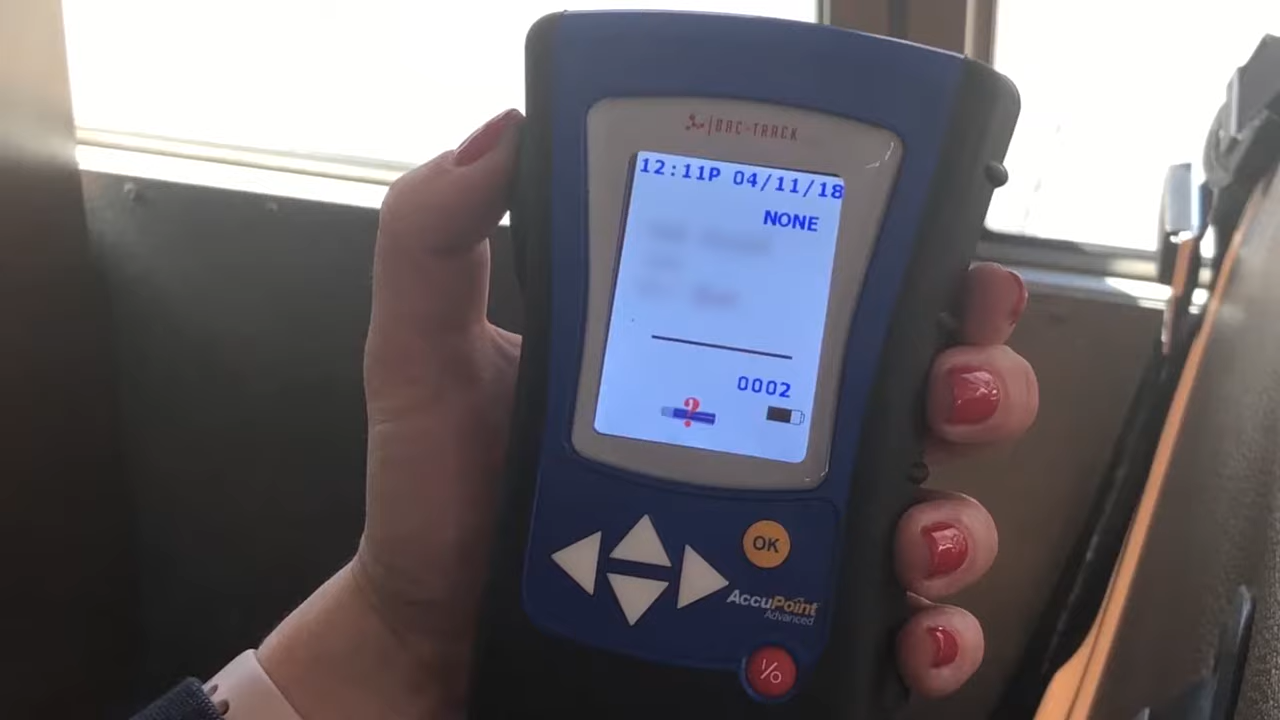 BAC-TRACK
12:11P 04/11/18
NONE
0002
OK
AccuPoint
Advanced
I/O